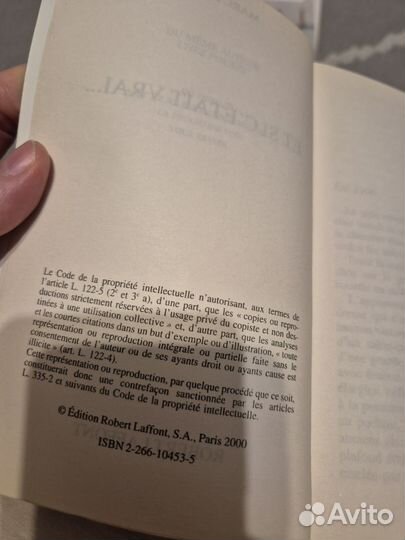 Le Code de la propriété intellectuelle n'autorisant, aux termes de
l'article L. 122-5 (2e et 3e a), d'une part, que les « copies ou repro-
ductions strictement réservées à l'usage privé du copiste et non des-
tinées à une utilisation collective » et, d'autre part, que les analyses
et les courtes citations dans un but d'exemple ou d'illustration, « toute
représentation ou reproduction intégrale ou partielle faite sans le
consentement de l'auteur ou de ses ayants droit ou ayants cause est
illicite » (art. L. 122-4).
Cette représentation ou reproduction, par quelque procédé que ce soit,
constituerait donc une contrefaçon sanctionnée par les articles
L. 335-2 et suivants du Code de la propriété intellectuelle.
© Édition Robert Laffont, S.A., Paris 2000
ISBN 2-266-10453-5
Avito